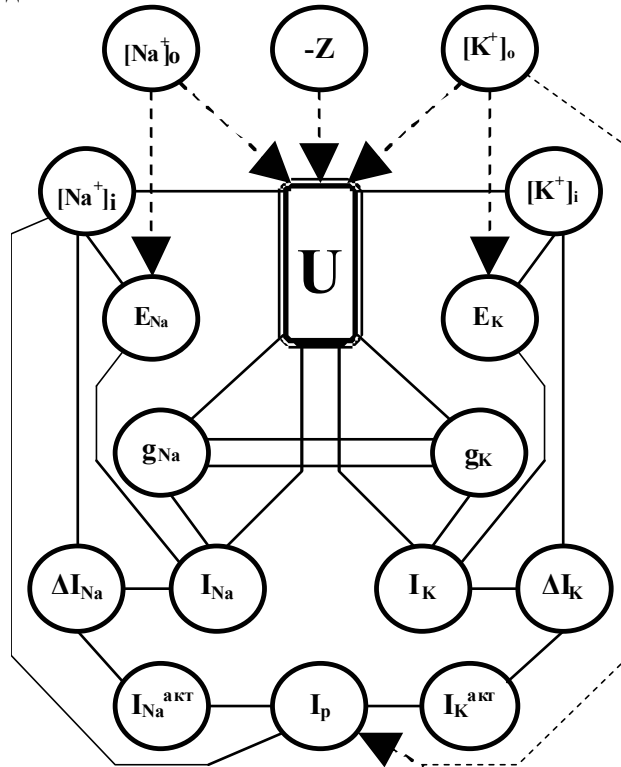 [Na⁺]o
-Z
[K⁺]o
[Na⁺]i
[K⁺]i
U
ENa
EK
gNa
gK
ΔINa
INa
IK
ΔIK
INaакт
Ip
IKакт